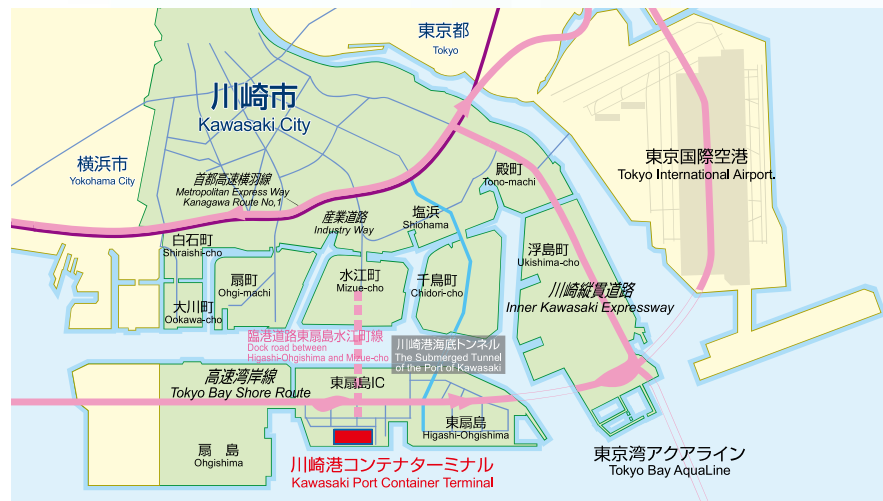 東京都
Tokyo
川崎市
Kawasaki City
横浜市
Yokohama City
首都高速横羽線
Metropolitan Express Way
Kanagawa Route No,1
産業道路
Industry Way
殿町
Tono-machi
東京国際空港
Tokyo International Airport.
塩浜
Shiohama
白石町
Shiraishi-cho
扇町
Ohgi-machi
水江町
Mizue-cho
千鳥町
Chidori-cho
浮島町
Ukishima-cho
川崎縦貫道路
Inner Kawasaki Expressway
大川町
Ookawa-cho
臨港道路東扇島水江町線
Dock road between
Higashi-Ohgishima and Mizue-cho
川崎港海底トンネル
The Submerged Tunnel
of the Port of Kawasaki
高速湾岸線
Tokyo Bay Shore Route
東扇島IC
東扇島
Higashi-Ohgishima
扇 島
Ohgishima
川崎港コンテナターミナル
Kawasaki Port Container Terminal
東京湾アクアライン
Tokyo Bay AquaLine